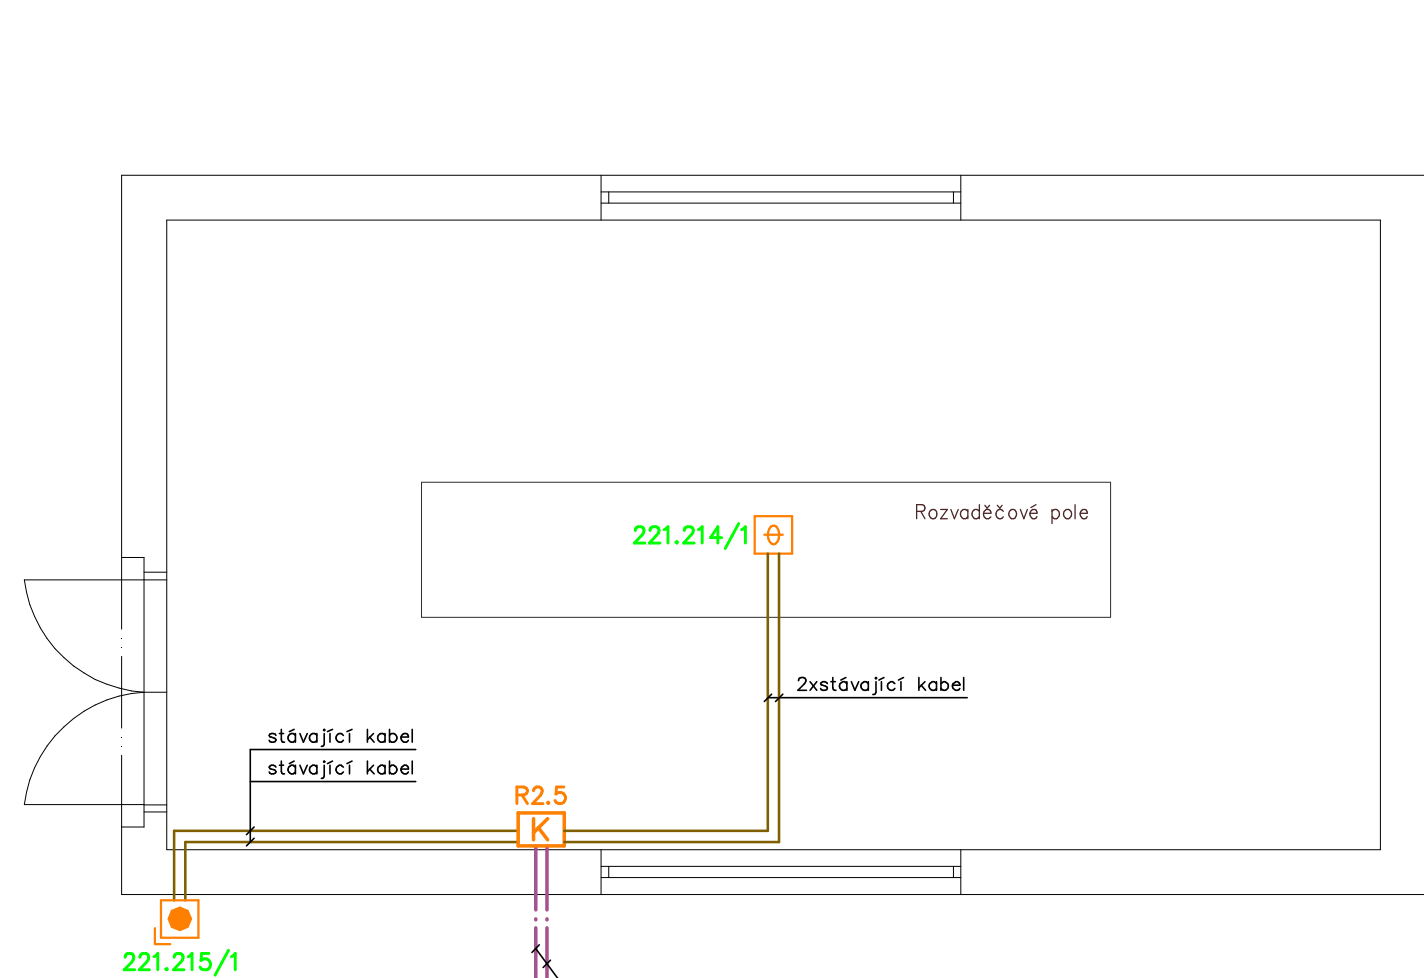 Rozvaděčové pole
221.214/1
2xstávající kabel
stávající kabel
stávající kabel
R2.5
K
221.215/1